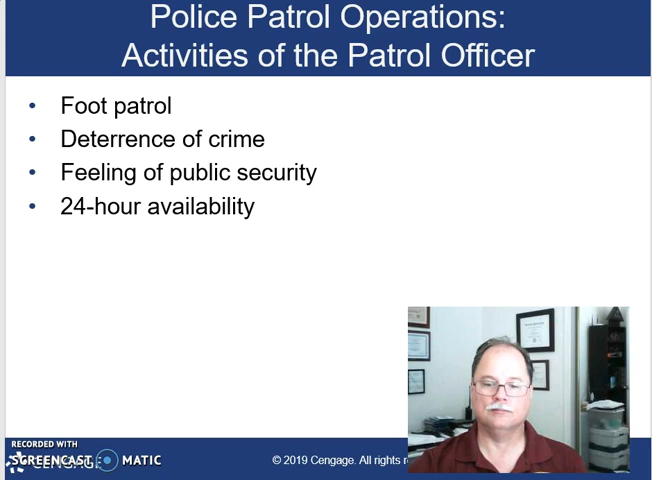 Police Patrol Operations:
Activities of the Patrol Officer
• Foot patrol
• Deterrence of crime
• Feeling of public security
• 24-hour availability
RECORDED WITH
SCREENCAST MATIC
CENGAGE
© 2019 Cengage. All rights